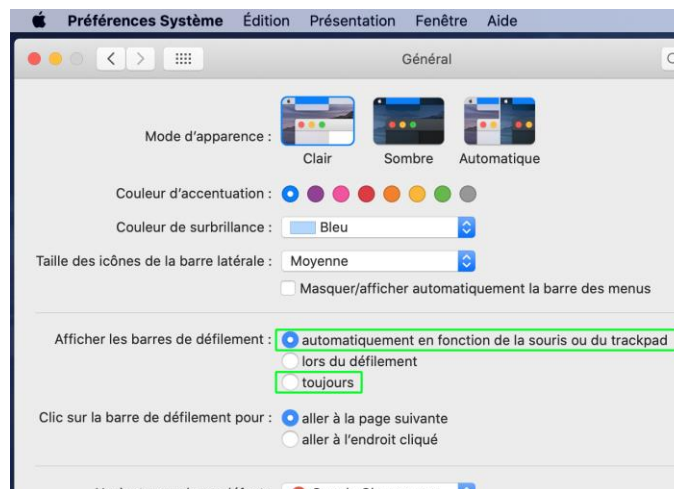 Préférences Système Édition Présentation Fenêtre Aide
Général
Mode d'apparence :
Clair Sombre Automatique
Couleur d'accentuation :
Couleur de surbrillance : Bleu
Taille des icônes de la barre latérale : Moyenne
Masquer/afficher automatiquement la barre des menus
Afficher les barres de défilement : automatiquement en fonction de la souris ou du trackpad
lors du défilement
toujours
Clic sur la barre de défilement pour : aller à la page suivante
aller à l'endroit cliqué